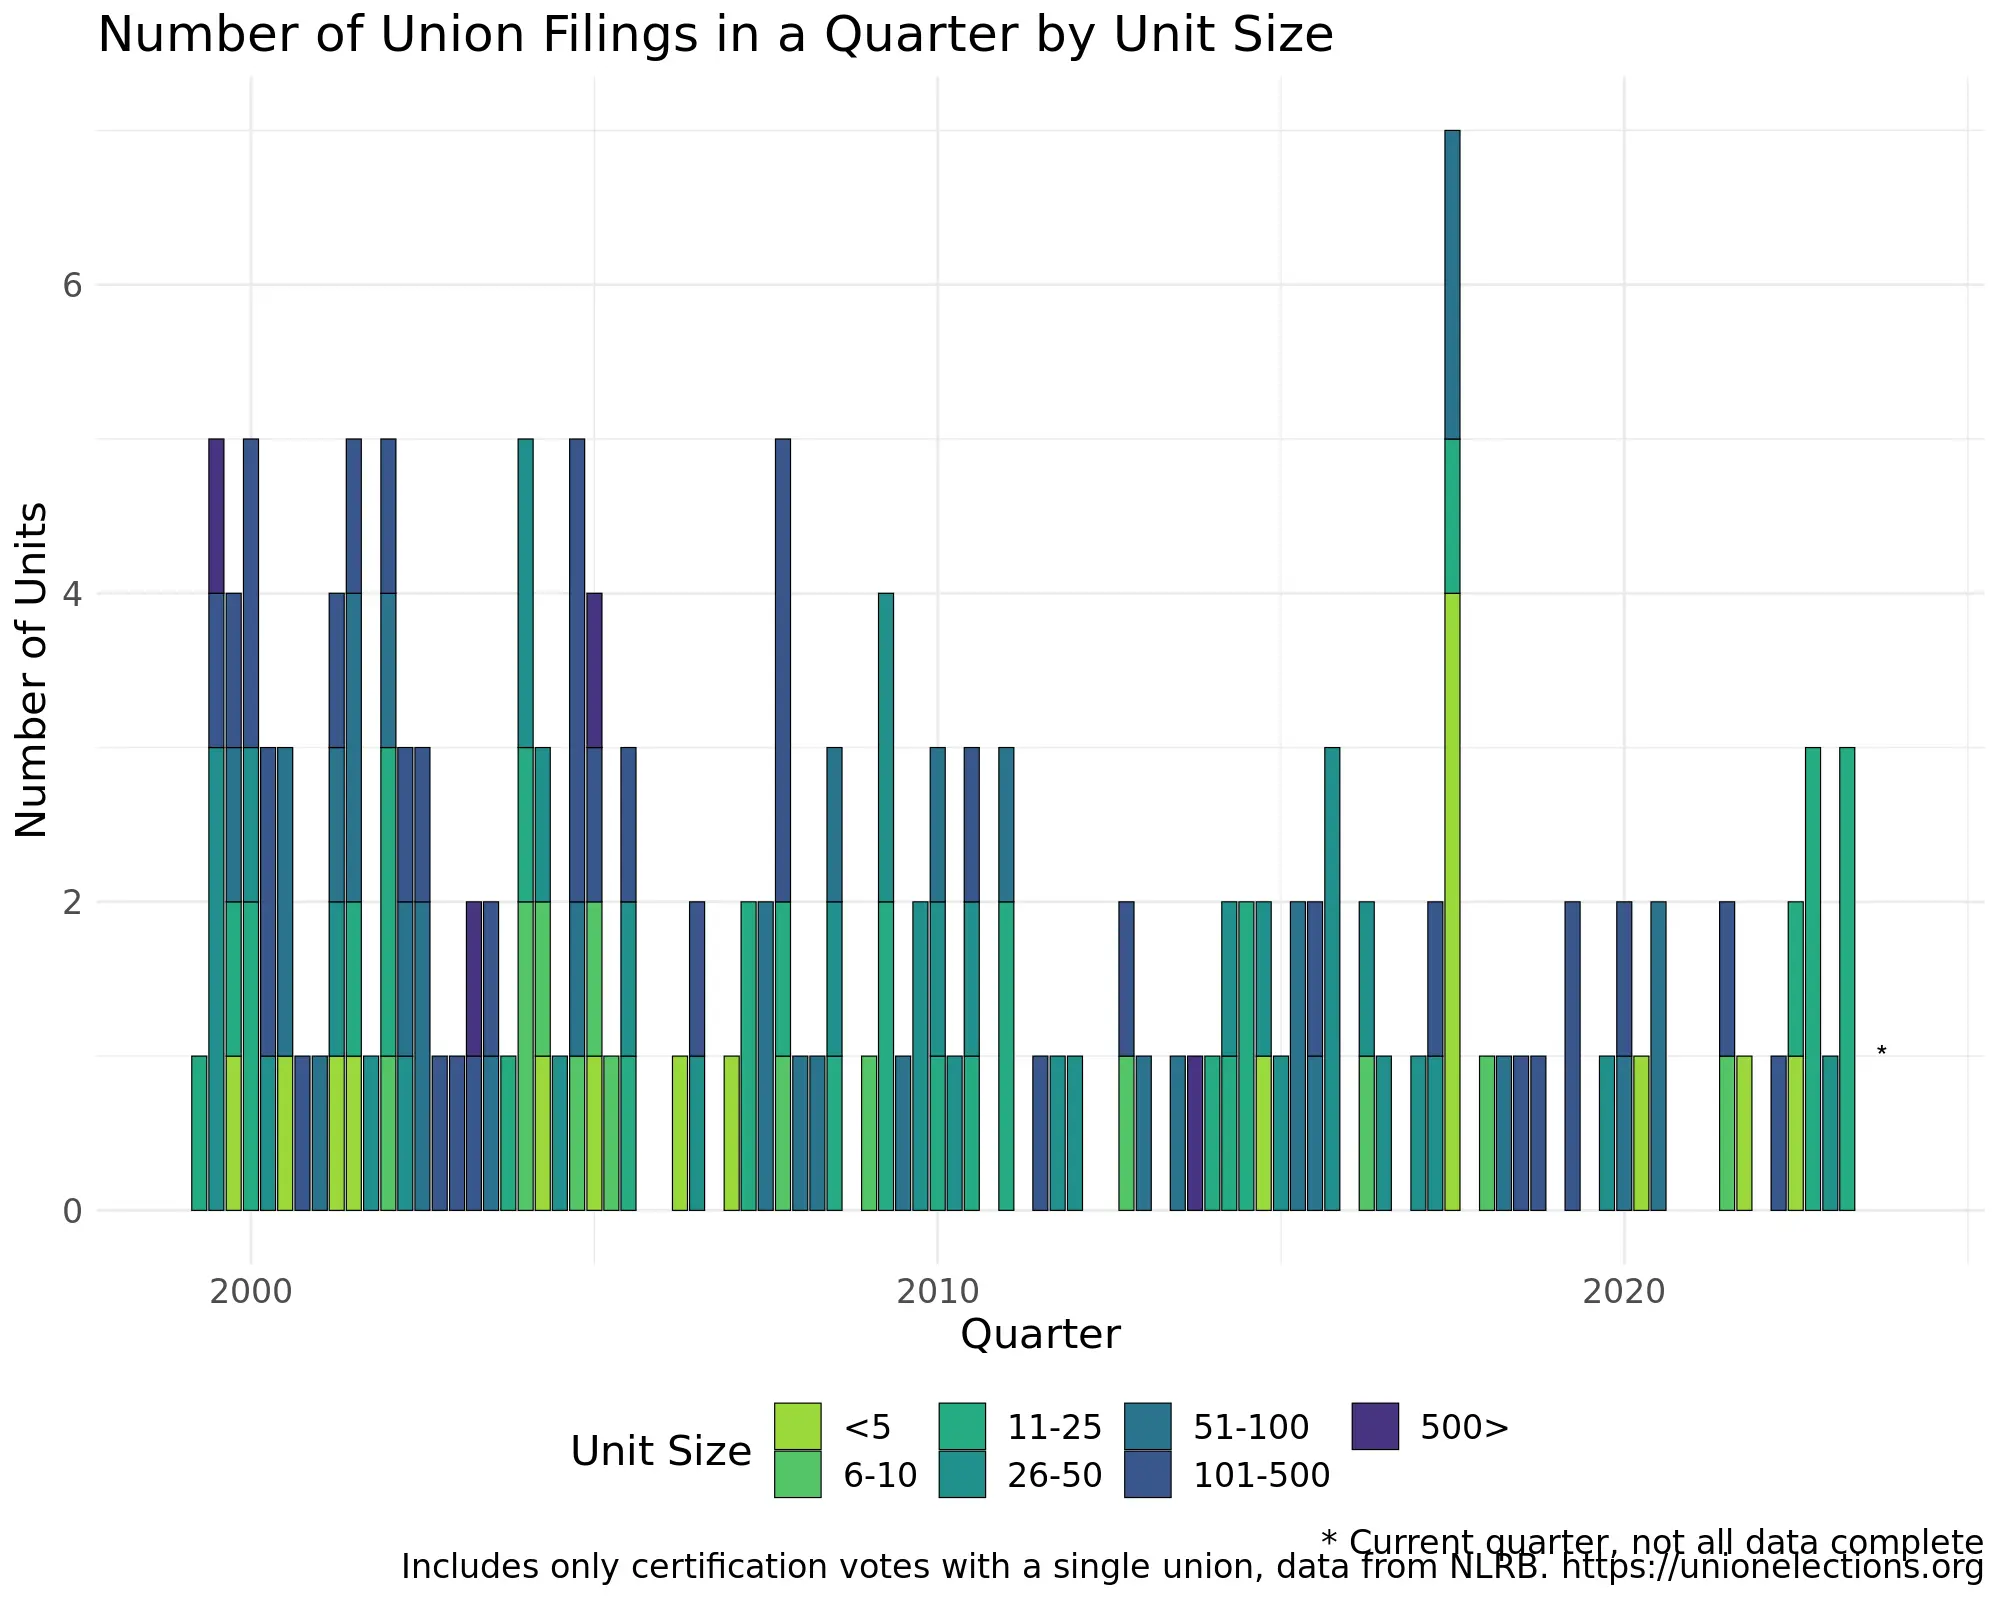 Number of Union Filings in a Quarter by Unit Size
Number of Units
6
4
2
0
*
2000 2010 2020
Quarter
Unit Size
<5 11-25 51-100 500>
6-10 26-50 101-500
* Current quarter, not all data complete
Includes only certification votes with a single union, data from NLRB. https://unionelections.org